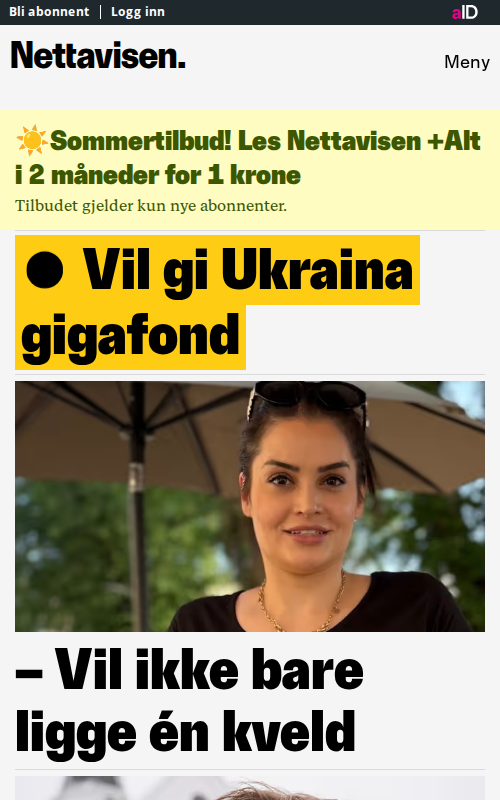 Bli abonnent | Logg inn
aID
Nettavisen.
Meny
☀️Sommertilbud! Les Nettavisen +Alt
i 2 måneder for 1 krone
Tilbudet gjelder kun nye abonnenter.
● Vil gi Ukraina
gigafond
– Vil ikke bare
ligge én kveld